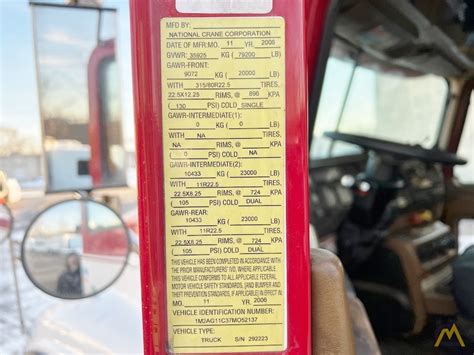 MFD BY:
NATIONAL CRANE CORPORATION
DATE OF MFR: MO. 11 YR. 2006
GVWR: 35925 KG ( 79200 LB)
GAWR-FRONT:
9072 KG ( 20000 LB)
WITH 315/80R22.5 TIRES,
22.5X12.25 RIMS, @ 896 KPA
( 130 PSI) COLD SINGLE
GAWR-INTERMEDIATE(1):
0 KG ( 0 LB)
WITH NA TIRES,
NA RIMS, @ NA KPA
( 0 PSI) COLD NA
GAWR-INTERMEDIATE(2):
10433 KG ( 23000 LB)
WITH 11R22.5 TIRES,
22.5X8.25 RIMS, @ 724 KPA
( 105 PSI) COLD DUAL
GAWR-REAR:
10433 KG ( 23000 LB)
WITH 11R22.5 TIRES,
22.5X8.25 RIMS, @ 724 KPA
( 105 PSI) COLD DUAL
THIS VEHICLE HAS BEEN COMPLETED IN ACCORDANCE WITH
THE PRIOR MANUFACTURERS' IVD, WHERE APPLICABLE.
THIS VEHICLE CONFORMS TO ALL APPLICABLE FEDERAL
MOTOR VEHICLE SAFETY STANDARDS, [AND BUMPER AND
THEFT PREVENTION STANDARDS, IF APPLICABLE] IN EFFECT IN
MO. 11 YR. 2006
VEHICLE IDENTIFICATION NUMBER:
1M2AG11C37MO52137
VEHICLE TYPE:
TRUCK S/N 292223